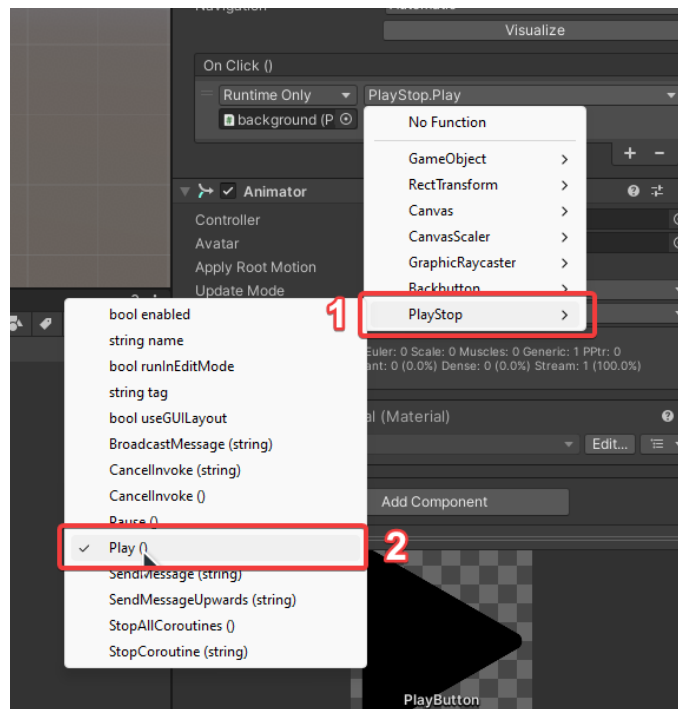 Navigation Automatic
Visualize
On Click ()
Runtime Only PlayStop.Play
background (P
No Function
GameObject
RectTransform
Canvas
CanvasScaler
GraphicRaycaster
Backbutton
PlayStop
+ −
Animator
Controller
Avatar
Apply Root Motion
Update Mode
1
bool enabled
string name
bool runInEditMode
string tag
bool useGUILayout
BroadcastMessage (string)
CancelInvoke (string)
CancelInvoke ()
Pause ()
Play ()
SendMessage (string)
SendMessageUpwards (string)
StopAllCoroutines ()
StopCoroutine (string)
2
Euler: 0 Scale: 0 Muscles: 0 Generic: 1 PPtr: 0
ant: 0 (0.0%) Dense: 0 (0.0%) Stream: 1 (100.0%)
al (Material)
Edit...
Add Component
PlayButton